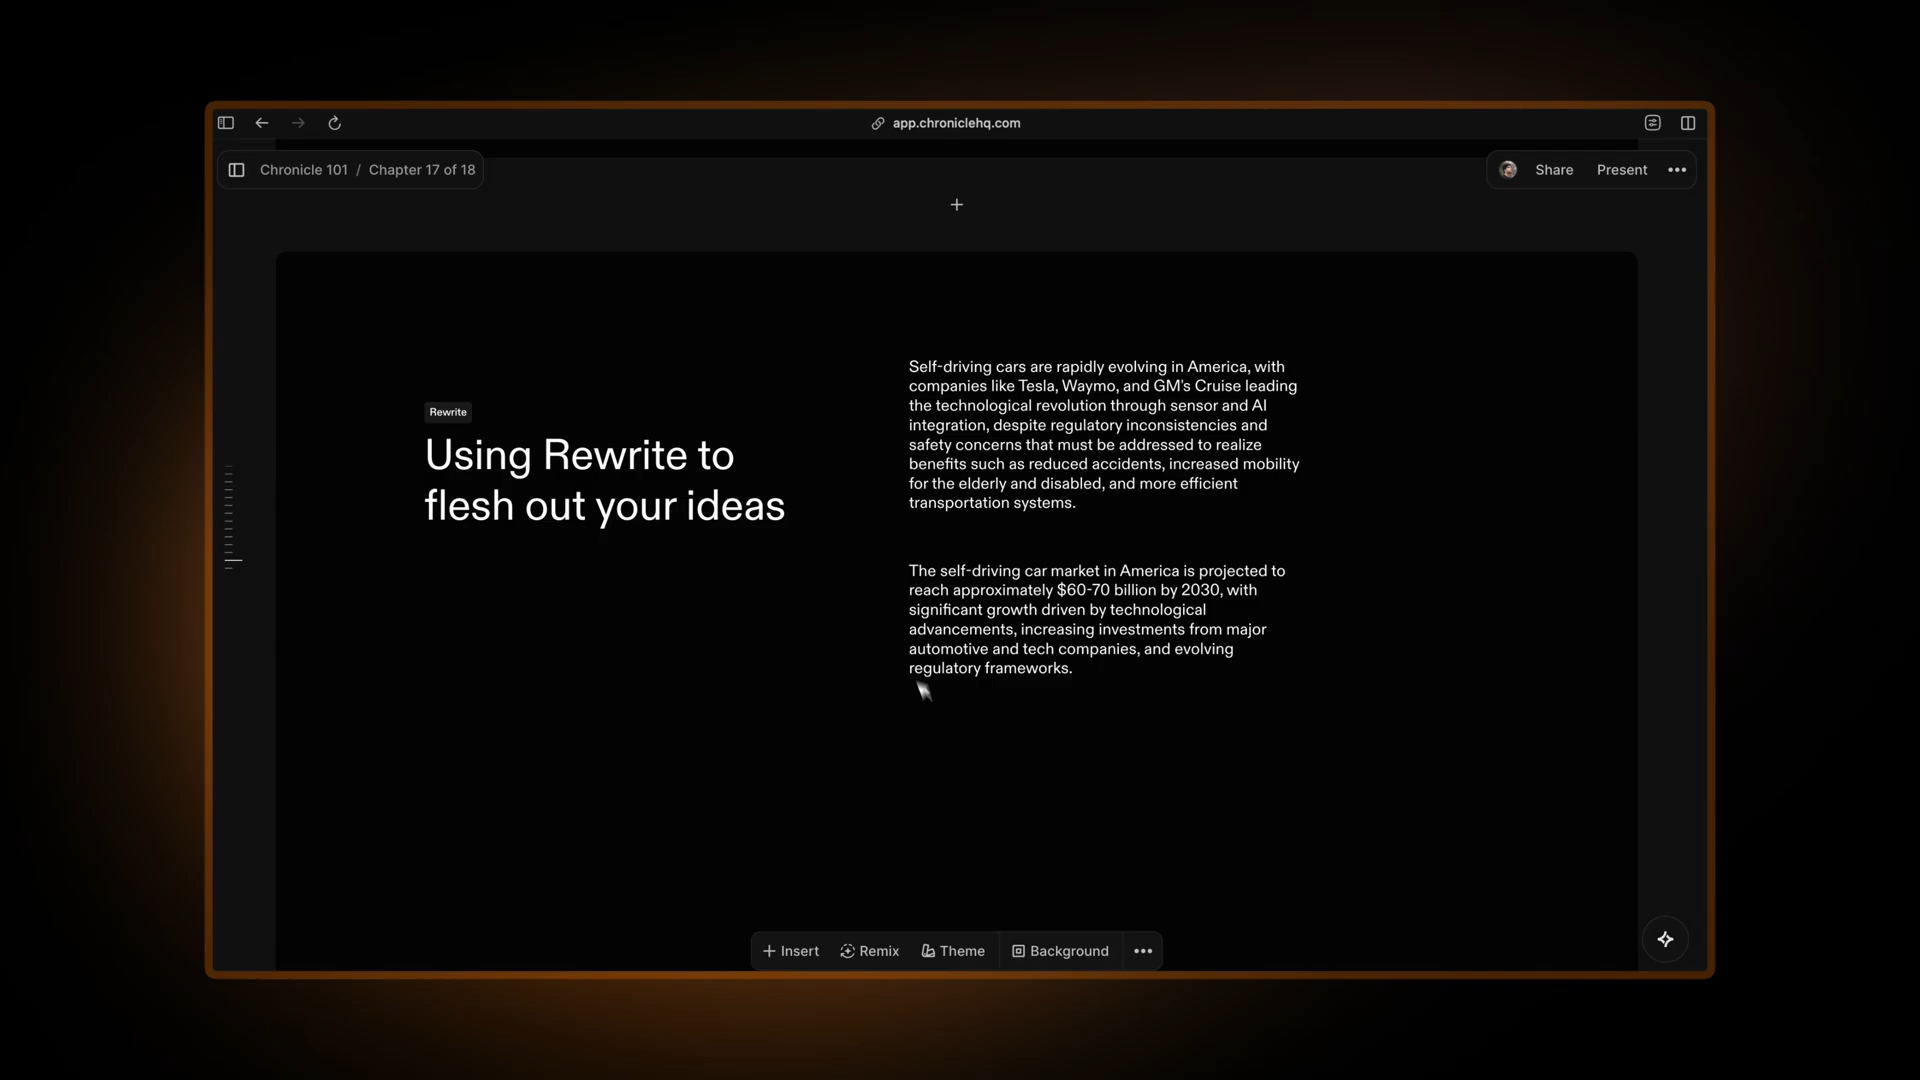 app.chroniclehq.com
Chronicle 101 / Chapter 17 of 18
Share Present
Rewrite
Using Rewrite to
flesh out your ideas
Self-driving cars are rapidly evolving in America, with
companies like Tesla, Waymo, and GM's Cruise leading
the technological revolution through sensor and AI
integration, despite regulatory inconsistencies and
safety concerns that must be addressed to realize
benefits such as reduced accidents, increased mobility
for the elderly and disabled, and more efficient
transportation systems.
The self-driving car market in America is projected to
reach approximately $60-70 billion by 2030, with
significant growth driven by technological
advancements, increasing investments from major
automotive and tech companies, and evolving
regulatory frameworks.
Insert Remix Theme Background